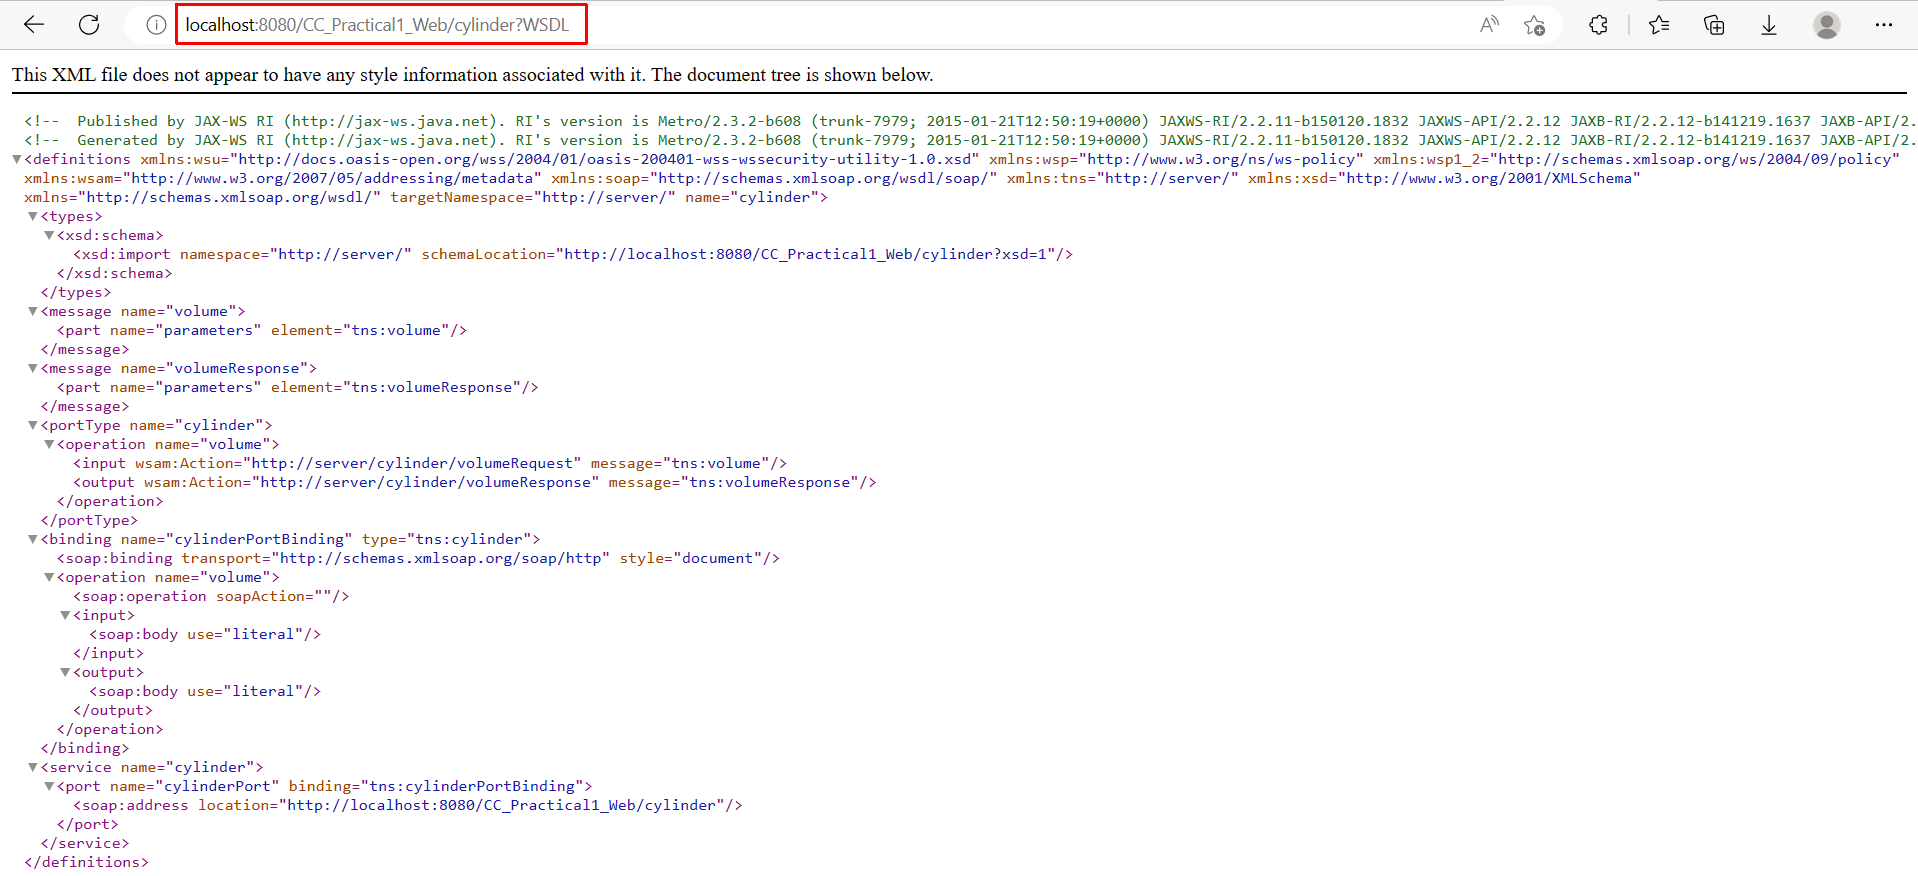 localhost:8080/CC_Practical1_Web/cylinder?WSDL
This XML file does not appear to have any style information associated with it. The document tree is shown below.
<!-- Published by JAX-WS RI (http://jax-ws.java.net). RI's version is Metro/2.3.2-b608 (trunk-7979; 2015-01-21T12:50:19+0000) JAXWS-RI/2.2.11-b150120.1832 JAXWS-API/2.2.12 JAXB-RI/2.2.12-b141219.1637 JAXB-API/2.
<!-- Generated by JAX-WS RI (http://jax-ws.java.net). RI's version is Metro/2.3.2-b608 (trunk-7979; 2015-01-21T12:50:19+0000) JAXWS-RI/2.2.11-b150120.1832 JAXWS-API/2.2.12 JAXB-RI/2.2.12-b141219.1637 JAXB-API/2.
<definitions xmlns:wsu="http://docs.oasis-open.org/wss/2004/01/oasis-200401-wss-wssecurity-utility-1.0.xsd" xmlns:wsp="http://www.w3.org/ns/ws-policy" xmlns:wsp1_2="http://schemas.xmlsoap.org/ws/2004/09/policy"
xmlns:wsam="http://www.w3.org/2007/05/addressing/metadata" xmlns:soap="http://schemas.xmlsoap.org/wsdl/soap/" xmlns:tns="http://server/" xmlns:xsd="http://www.w3.org/2001/XMLSchema"
xmlns="http://schemas.xmlsoap.org/wsdl/" targetNamespace="http://server/" name="cylinder">
<types>
<xsd:schema>
<xsd:import namespace="http://server/" schemaLocation="http://localhost:8080/CC_Practical1_Web/cylinder?xsd=1"/>
</xsd:schema>
</types>
<message name="volume">
<part name="parameters" element="tns:volume"/>
</message>
<message name="volumeResponse">
<part name="parameters" element="tns:volumeResponse"/>
</message>
<portType name="cylinder">
<operation name="volume">
<input wsam:Action="http://server/cylinder/volumeRequest" message="tns:volume"/>
<output wsam:Action="http://server/cylinder/volumeResponse" message="tns:volumeResponse"/>
</operation>
</portType>
<binding name="cylinderPortBinding" type="tns:cylinder">
<soap:binding transport="http://schemas.xmlsoap.org/soap/http" style="document"/>
<operation name="volume">
<soap:operation soapAction=""/>
<input>
<soap:body use="literal"/>
</input>
<output>
<soap:body use="literal"/>
</output>
</operation>
</binding>
<service name="cylinder">
<port name="cylinderPort" binding="tns:cylinderPortBinding">
<soap:address location="http://localhost:8080/CC_Practical1_Web/cylinder"/>
</port>
</service>
</definitions>